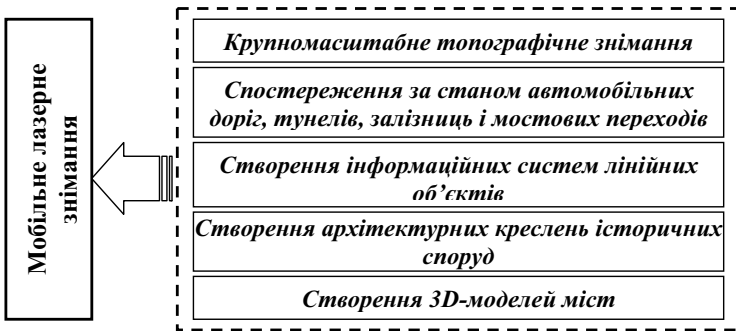 Мобільне лазерне
знімання
Крупномасштабне топографічне знімання
Спостереження за станом автомобільних
доріг, тунелів, залізниць і мостових переходів
Створення інформаційних систем лінійних
об’єктів
Створення архітектурних креслень історичних
споруд
Створення 3D-моделей міст